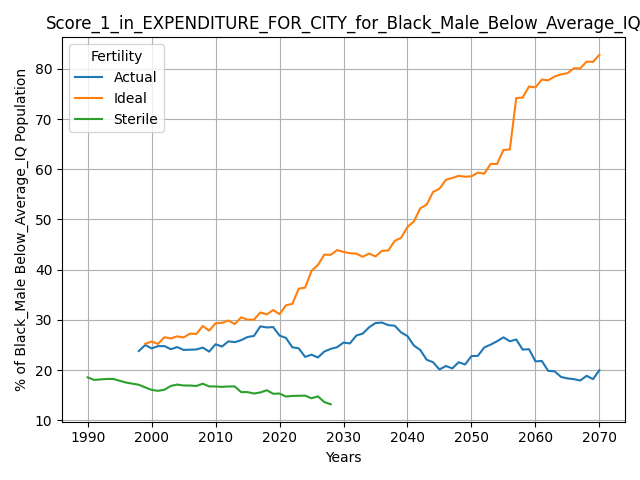 Score_1_in_EXPENDITURE_FOR_CITY_for_Black_Male_Below_Average_IQ
Fertility
Actual
Ideal
Sterile
% of Black_Male Below_Average_IQ Population
80
70
60
50
40
30
20
10
1990 2000 2010 2020 2030 2040 2050 2060 2070
Years